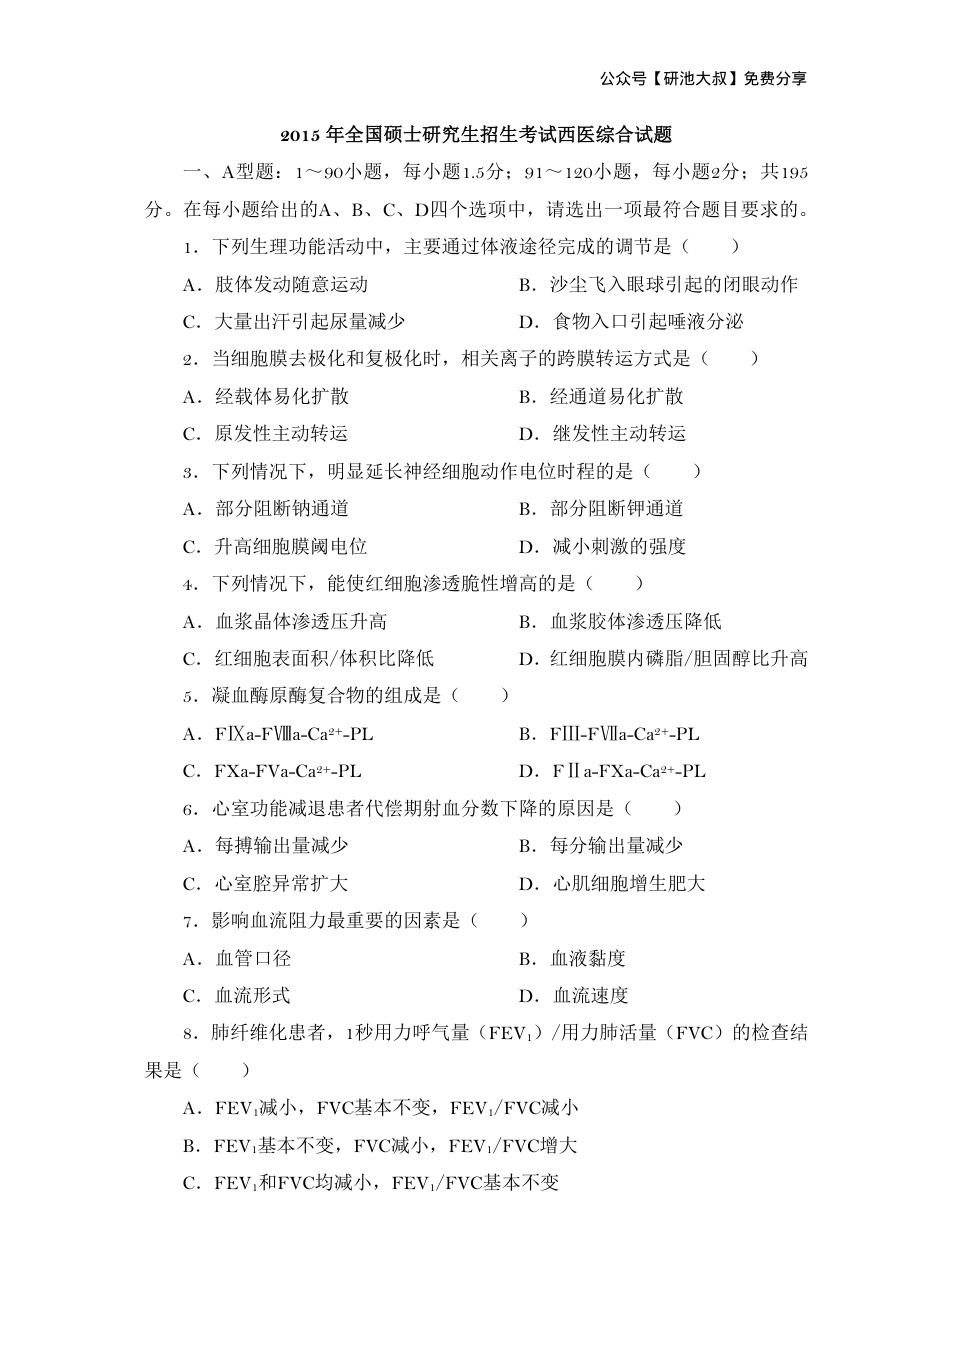 公众号【研池大叔】免费分享
2015 年全国硕士研究生招生考试西医综合试题
一、A型题：1～90小题，每小题1.5分；91～120小题，每小题2分；共195
分。在每小题给出的A、B、C、D四个选项中，请选出一项最符合题目要求的。
1．下列生理功能活动中，主要通过体液途径完成的调节是（　　）
A．肢体发动随意运动　　B．沙尘飞入眼球引起的闭眼动作
C．大量出汗引起尿量减少　　D．食物入口引起唾液分泌
2．当细胞膜去极化和复极化时，相关离子的跨膜转运方式是（　　）
A．经载体易化扩散　　B．经通道易化扩散
C．原发性主动转运　　D．继发性主动转运
3．下列情况下，明显延长神经细胞动作电位时程的是（　　）
A．部分阻断钠通道　　B．部分阻断钾通道
C．升高细胞膜阈电位　　D．减小刺激的强度
4．下列情况下，能使红细胞渗透脆性增高的是（　　）
A．血浆晶体渗透压升高　　B．血浆胶体渗透压降低
C．红细胞表面积/体积比降低　　D．红细胞膜内磷脂/胆固醇比升高
5．凝血酶原酶复合物的组成是（　　）
A．FⅨa-FⅧa-Ca²⁺-PL　　B．FⅢ-FⅦa-Ca²⁺-PL
C．FXa-FVa-Ca²⁺-PL　　D．FⅡa-FXa-Ca²⁺-PL
6．心室功能减退患者代偿期射血分数下降的原因是（　　）
A．每搏输出量减少　　B．每分输出量减少
C．心室腔异常扩大　　D．心肌细胞增生肥大
7．影响血流阻力最重要的因素是（　　）
A．血管口径　　B．血液黏度
C．血流形式　　D．血流速度
8．肺纤维化患者，1秒用力呼气量（FEV₁）/用力肺活量（FVC）的检查结
果是（　　）
A．FEV₁减小，FVC基本不变，FEV₁/FVC减小
B．FEV₁基本不变，FVC减小，FEV₁/FVC增大
C．FEV₁和FVC均减小，FEV₁/FVC基本不变